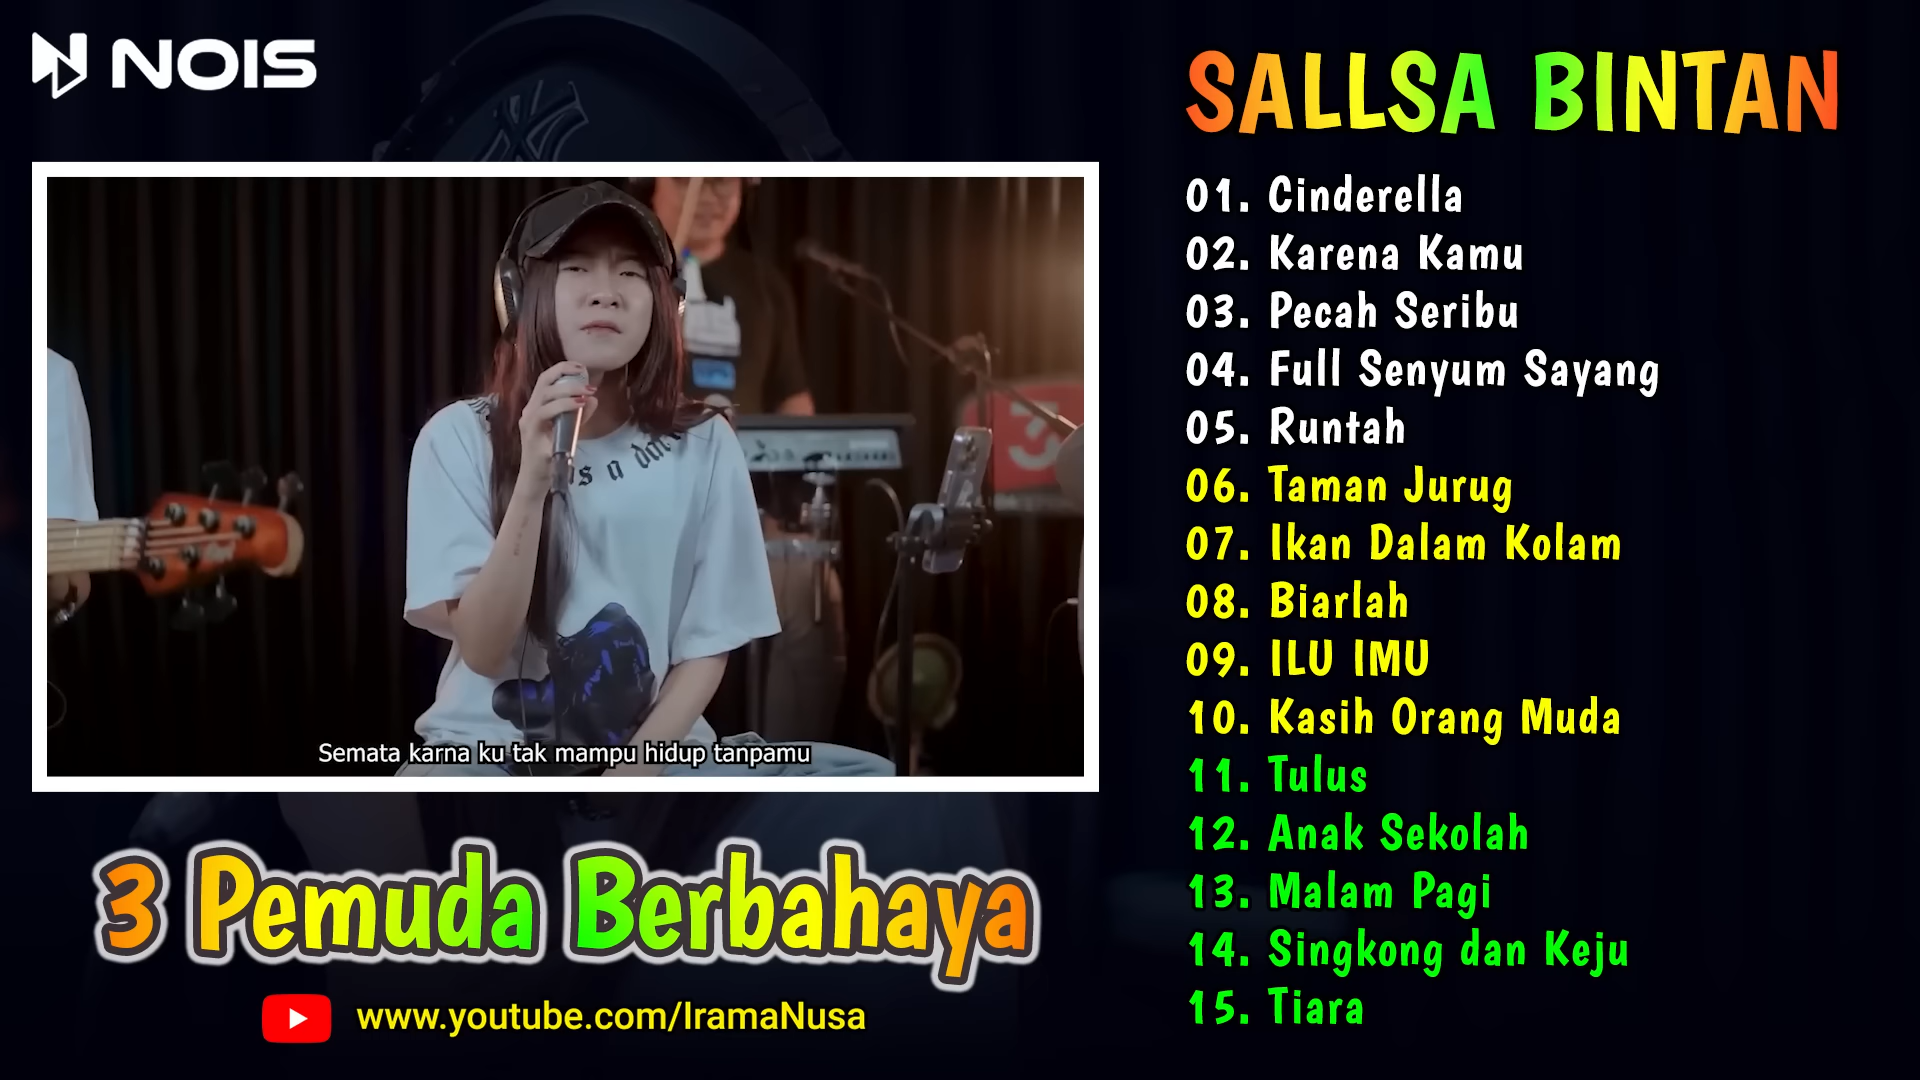 NOIS
SALLSA BINTAN
01. Cinderella
02. Karena Kamu
03. Pecah Seribu
04. Full Senyum Sayang
05. Runtah
06. Taman Jurug
07. Ikan Dalam Kolam
08. Biarlah
09. ILU IMU
10. Kasih Orang Muda
11. Tulus
12. Anak Sekolah
13. Malam Pagi
14. Singkong dan Keju
15. Tiara
3
Semata karna ku tak mampu hidup tanpamu
3 Pemuda Berbahaya
www.youtube.com/IramaNusa